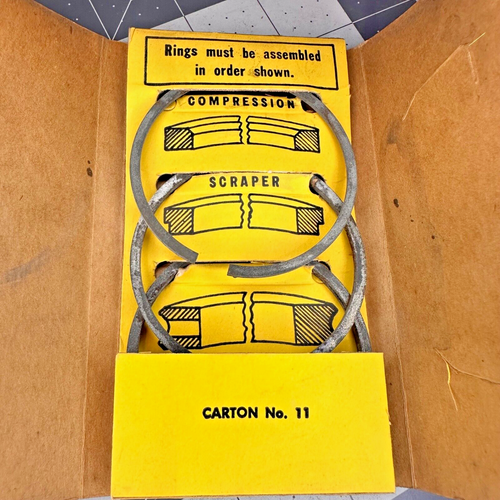 Rings must be assembled
in order shown.
COMPRESSION
SCRAPER
CARTON No. 11